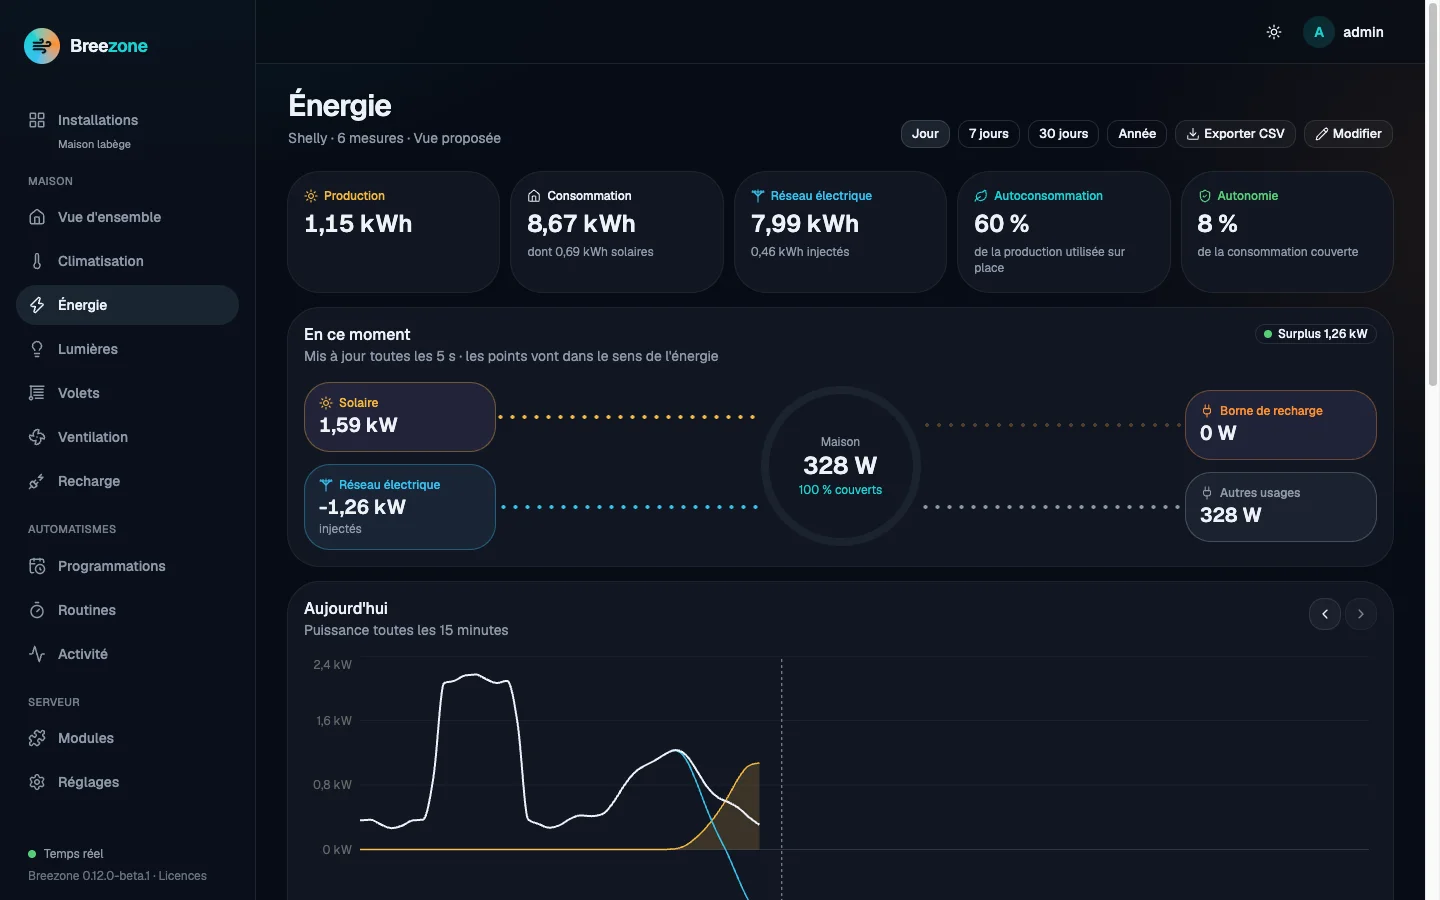 Breezone
admin
A
Installations
Maison labège
MAISON
Vue d'ensemble
Climatisation
Énergie
Lumières
Volets
Ventilation
Recharge
AUTOMATISMES
Programmations
Routines
Activité
SERVEUR
Modules
Réglages
Temps réel
Breezone 0.12.0-beta.1 · Licences
Énergie
Shelly · 6 mesures · Vue proposée
Jour
7 jours
30 jours
Année
Exporter CSV
Modifier
Production
1,15 kWh
Consommation
8,67 kWh
dont 0,69 kWh solaires
Réseau électrique
7,99 kWh
0,46 kWh injectés
Autoconsommation
60 %
de la production utilisée sur
place
Autonomie
8 %
de la consommation couverte
En ce moment
Mis à jour toutes les 5 s · les points vont dans le sens de l'énergie
Surplus 1,26 kW
Solaire
1,59 kW
Réseau électrique
-1,26 kW
injectés
Maison
328 W
100 % couverts
Borne de recharge
0 W
Autres usages
328 W
Aujourd'hui
Puissance toutes les 15 minutes
2,4 kW
1,6 kW
0,8 kW
0 kW